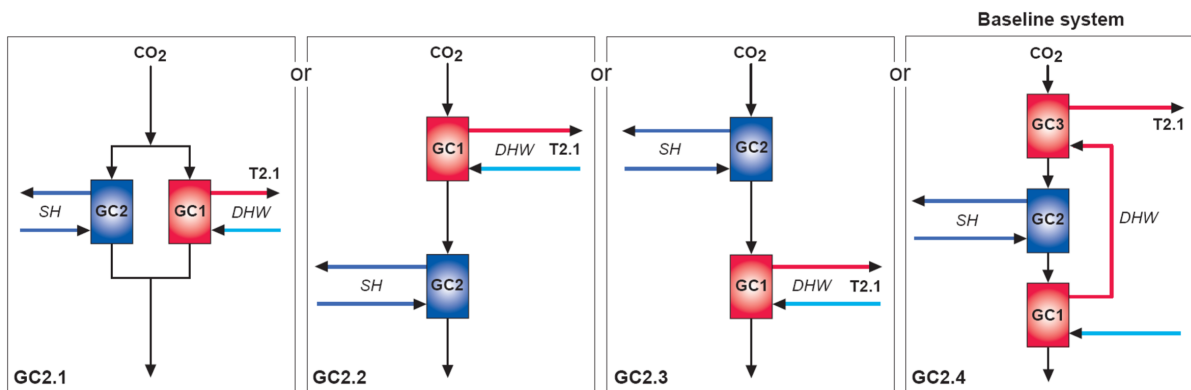 Baseline system
CO₂
GC2
GC1
T2.1
SH
DHW
GC2.1
or
CO₂
GC1
DHW
T2.1
GC2
SH
GC2.2
or
CO₂
GC2
SH
GC1
DHW
T2.1
GC2.3
or
CO₂
GC3
T2.1
GC2
SH
DHW
GC1
GC2.4